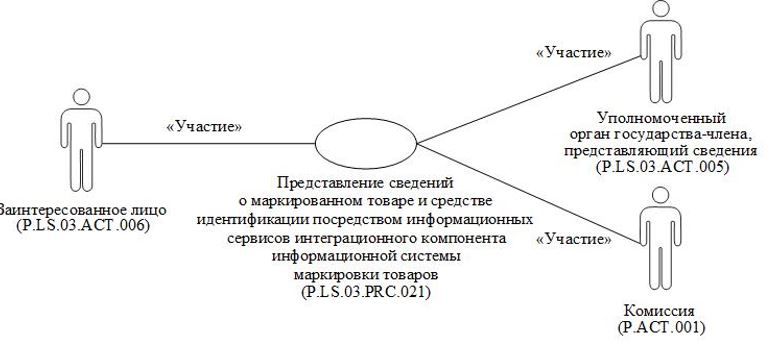 «Участие»
Уполномоченный
орган государства-члена,
представляющий сведения
(P.LS.03.ACT.005)
«Участие»
Заинтересованное лицо
(P.LS.03.ACT.006)
Представление сведений
о маркированном товаре и средстве
идентификации посредством информационных
сервисов интеграционного компонента
информационной системы
маркировки товаров
(P.LS.03.PRC.021)
«Участие»
Комиссия
(P.ACT.001)